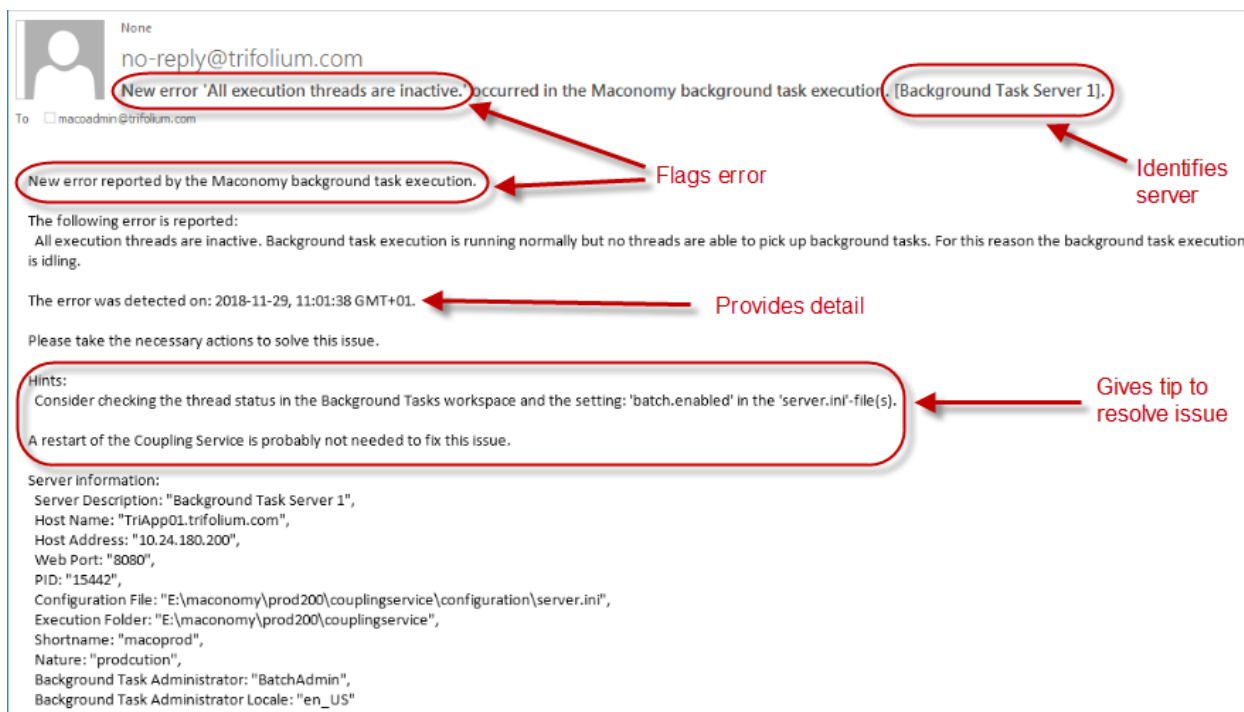 None
no-reply@trifolium.com
New error 'All execution threads are inactive.' occurred in the Maconomy background task execution. [Background Task Server 1].
To macoadmin@trifolium.com
Flags error
Identifies
server
New error reported by the Maconomy background task execution.
The following error is reported:
All execution threads are inactive. Background task execution is running normally but no threads are able to pick up background tasks. For this reason the background task execution
is idling.
The error was detected on: 2018-11-29, 11:01:38 GMT+01.
Provides detail
Please take the necessary actions to solve this issue.
Hints:
Consider checking the thread status in the Background Tasks workspace and the setting: 'batch.enabled' in the 'server.ini'-file(s).
A restart of the Coupling Service is probably not needed to fix this issue.
Gives tip to
resolve issue
Server information:
Server Description: "Background Task Server 1",
Host Name: "TriApp01.trifolium.com",
Host Address: "10.24.180.200",
Web Port: "8080",
PID: "15442",
Configuration File: "E:\maconomy\prod200\couplingservice\configuration\server.ini",
Execution Folder: "E:\maconomy\prod200\couplingservice",
Shortname: "macoprod",
Nature: "prodcution",
Background Task Administrator: "BatchAdmin",
Background Task Administrator Locale: "en_US"